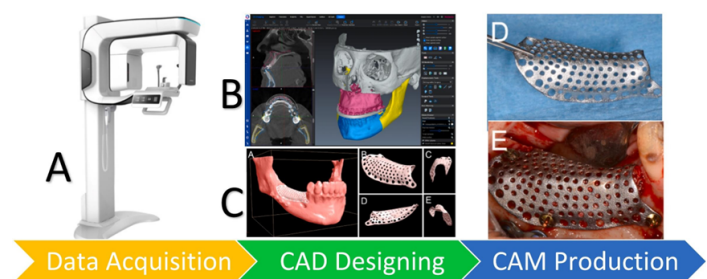 A
B
C
D
E
A
B
C
D
E
Data Acquisition
CAD Designing
CAM Production